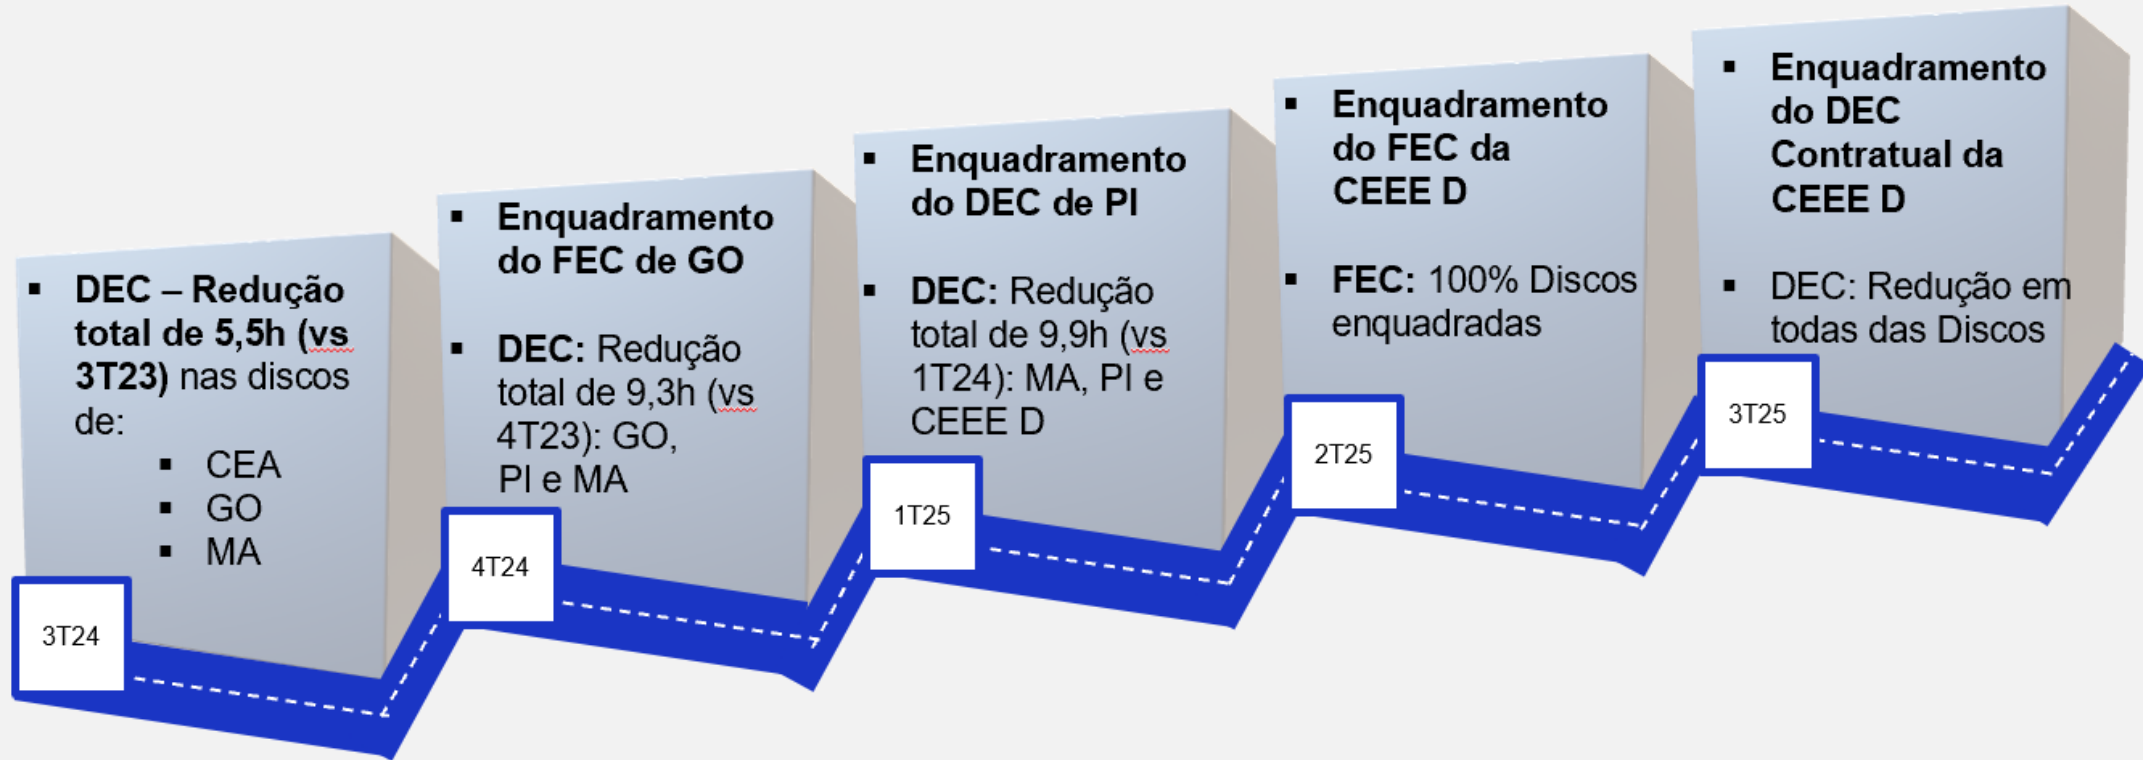 ▪ DEC – Redução
total de 5,5h (vs
3T23) nas discos
de:
▪ CEA
▪ GO
▪ MA
3T24
▪ Enquadramento
do FEC de GO
▪ DEC: Redução
total de 9,3h (vs
4T23): GO,
PI e MA
4T24
▪ Enquadramento
do DEC de PI
▪ DEC: Redução
total de 9,9h (vs
1T24): MA, PI e
CEEE D
1T25
▪ Enquadramento
do FEC da
CEEE D
▪ FEC: 100% Discos
enquadradas
2T25
▪ Enquadramento
do DEC
Contratual da
CEEE D
▪ DEC: Redução em
todas das Discos
3T25